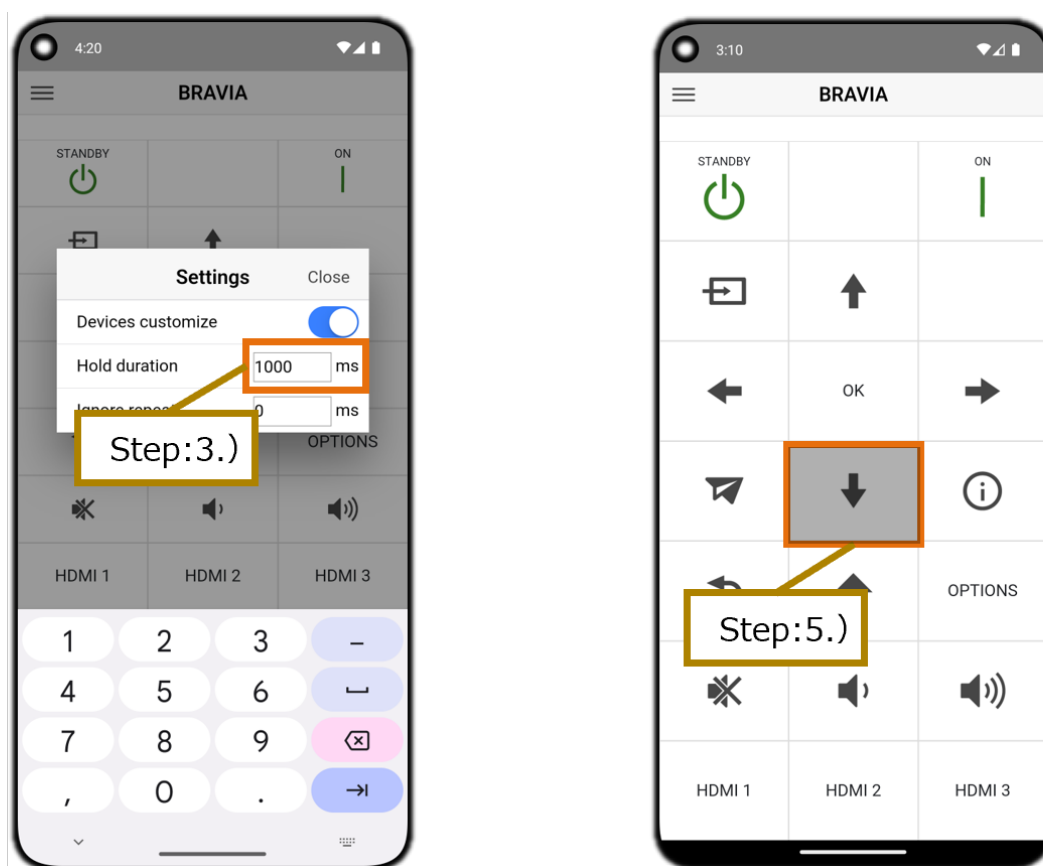 4:20
BRAVIA
STANDBY
ON
Settings
Close
Devices customize
Hold duration
1000
ms
0
ms
Step:3.)
OPTIONS
HDMI 1
HDMI 2
HDMI 3
1 2 3 –
4 5 6
7 8 9
, 0 .
3:10
BRAVIA
STANDBY
ON
OK
Step:5.)
OPTIONS
HDMI 1
HDMI 2
HDMI 3